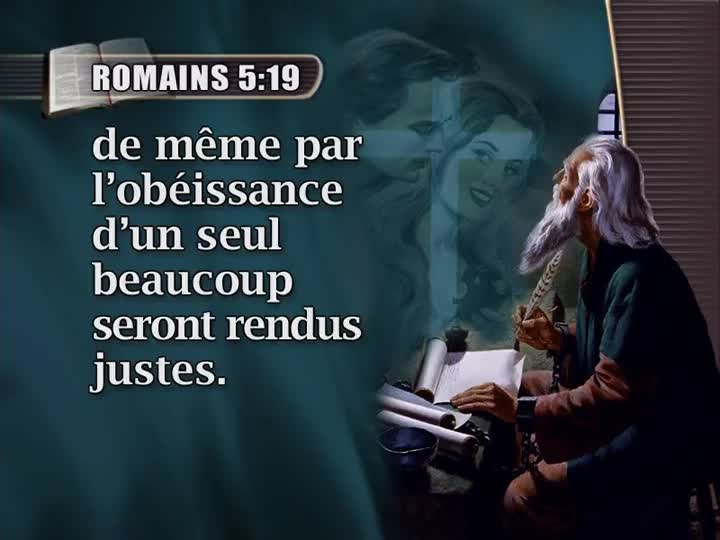 ROMAINS 5:19
de même par
l’obéissance
d’un seul
beaucoup
seront rendus
justes.